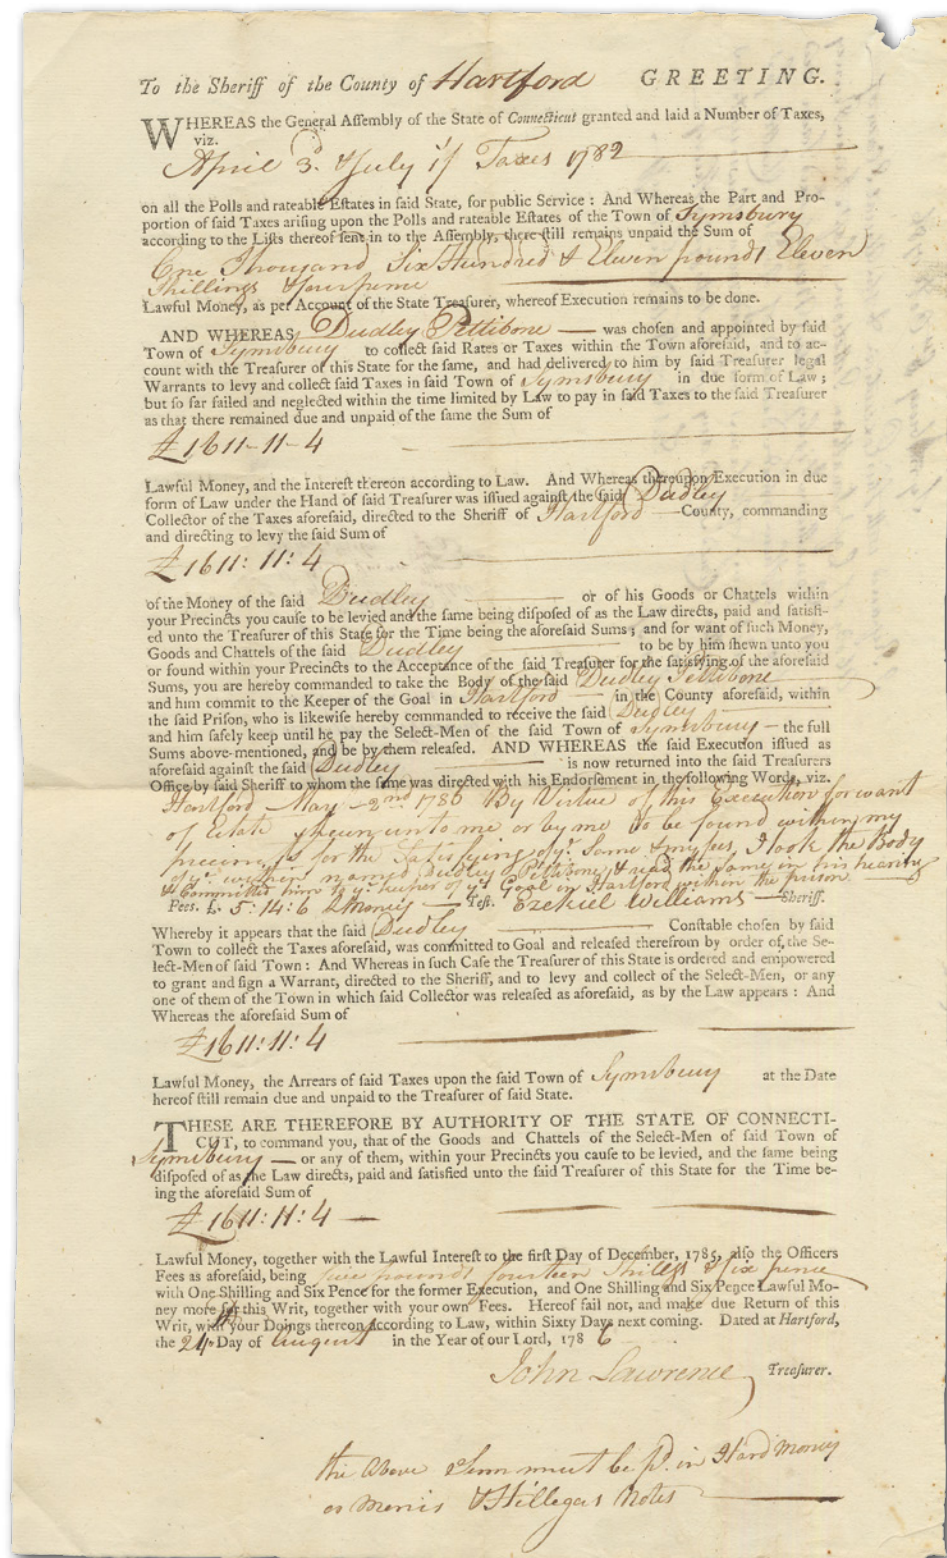 To the Sheriff of the County of Hartford GREETING.
WHEREAS the General Assembly of the State of Connecticut granted and laid a Number of Taxes,
viz.
April 3d. & July 1st Taxes 1782
on all the Polls and rateable Estates in said State, for public Service : And Whereas the Part and Pro-
portion of said Taxes arising upon the Polls and rateable Estates of the Town of Symsbury
according to the Lists thereof sent in to the Assembly, there still remains unpaid the Sum of
One Thousand Six Hundred & Eleven pounds Eleven
Shillings & four pence
Lawful Money, as per Account of the State Treasurer, whereof Execution remains to be done.
AND WHEREAS Dudley Pettibone — was chosen and appointed by said
Town of Symsbury to collect said Rates or Taxes within the Town aforesaid, and to ac-
count with the Treasurer of this State for the same, and had delivered to him by said Treasurer legal
Warrants to levy and collect said Taxes in said Town of Symsbury in due form of Law ;
but so far failed and neglected within the time limited by Law to pay in said Taxes to the said Treasurer
as that there remained due and unpaid of the same the Sum of
£1611-11-4
Lawful Money, and the Interest thereon according to Law. And Whereas thereupon Execution in due
form of Law under the Hand of said Treasurer was issued against the said Dudley
Collector of the Taxes aforesaid, directed to the Sheriff of Hartford — County, commanding
and directing to levy the said Sum of
£1611:11:4
of the Money of the said Dudley — or of his Goods or Chattels within
your Precincts you cause to be levied and the same being disposed of as the Law directs, paid and satisfi-
ed unto the Treasurer of this State for the Time being the aforesaid Sums ; and for want of such Money,
Goods and Chattels of the said Dudley — to be by him shewn unto you
or found within your Precincts to the Acceptance of the said Treasurer for the satisfying of the aforesaid
Sums, you are hereby commanded to take the Body of the said Dudley Pettibone
and him commit to the Keeper of the Goal in Hartford — in the County aforesaid, within
the said Prison, who is likewise hereby commanded to receive the said Dudley —
and him safely keep until he pay the Select-Men of the said Town of Symsbury — the full
Sums above-mentioned, and be by them released. AND WHEREAS the said Execution issued as
aforesaid against the said Dudley — is now returned into the said Treasurers
Office by said Sheriff to whom the same was directed with his Endorsement in the following Words, viz.
Hartford May 2nd 1786 By Virtue of this Execution for want
of Estate shewn unto me or by me to be found within my
precincts for the Satisfying of ye. Same & my fees, I took the Body
of ye. within named Dudley Pettibone & read the Same in his hearing
& Committed him to ye. keeper of ye. Goal in Hartford within the prison —
Fees. £ 5:14:6 — Test. Ezekiel Williams — Sheriff.
Whereby it appears that the said Dudley — Constable chosen by said
Town to collect the Taxes aforesaid, was committed to Goal and released therefrom by order of the Se-
lect-Men of said Town : And Whereas in such Case the Treasurer of this State is ordered and empowered
to grant and sign a Warrant, directed to the Sheriff, and to levy and collect of the Select-Men, or any
one of them of the Town in which said Collector was released as aforesaid, as by the Law appears : And
Whereas the aforesaid Sum of
£1611:11:4
Lawful Money, the Arrears of said Taxes upon the said Town of Symsbury at the Date
hereof still remain due and unpaid to the Treasurer of said State.
THESE ARE THEREFORE BY AUTHORITY OF THE STATE OF CONNECTI-
CUT, to command you, that of the Goods and Chattels of the Select-Men of said Town of
Symsbury — or any of them, within your Precincts you cause to be levied, and the same being
disposed of as the Law directs, paid and satisfied unto the said Treasurer of this State for the Time be-
ing the aforesaid Sum of
£1611:11:4 —
Lawful Money, together with the Lawful Interest to the first Day of December, 1785, also the Officers
Fees as aforesaid, being five pounds fourteen Shillgs & six pence
with One Shilling and Six Pence for the former Execution, and One Shilling and Six Pence Lawful Mo-
ney more for this Writ, together with your own Fees. Hereof fail not, and make due Return of this
Writ, with your Doings thereon according to Law, within Sixty Days next coming. Dated at Hartford,
the 24th Day of August in the Year of our Lord, 1786
John Lawrence Treasurer.
the above Sum must be pd. in Hard Money
or Morris & Hillegas Notes —